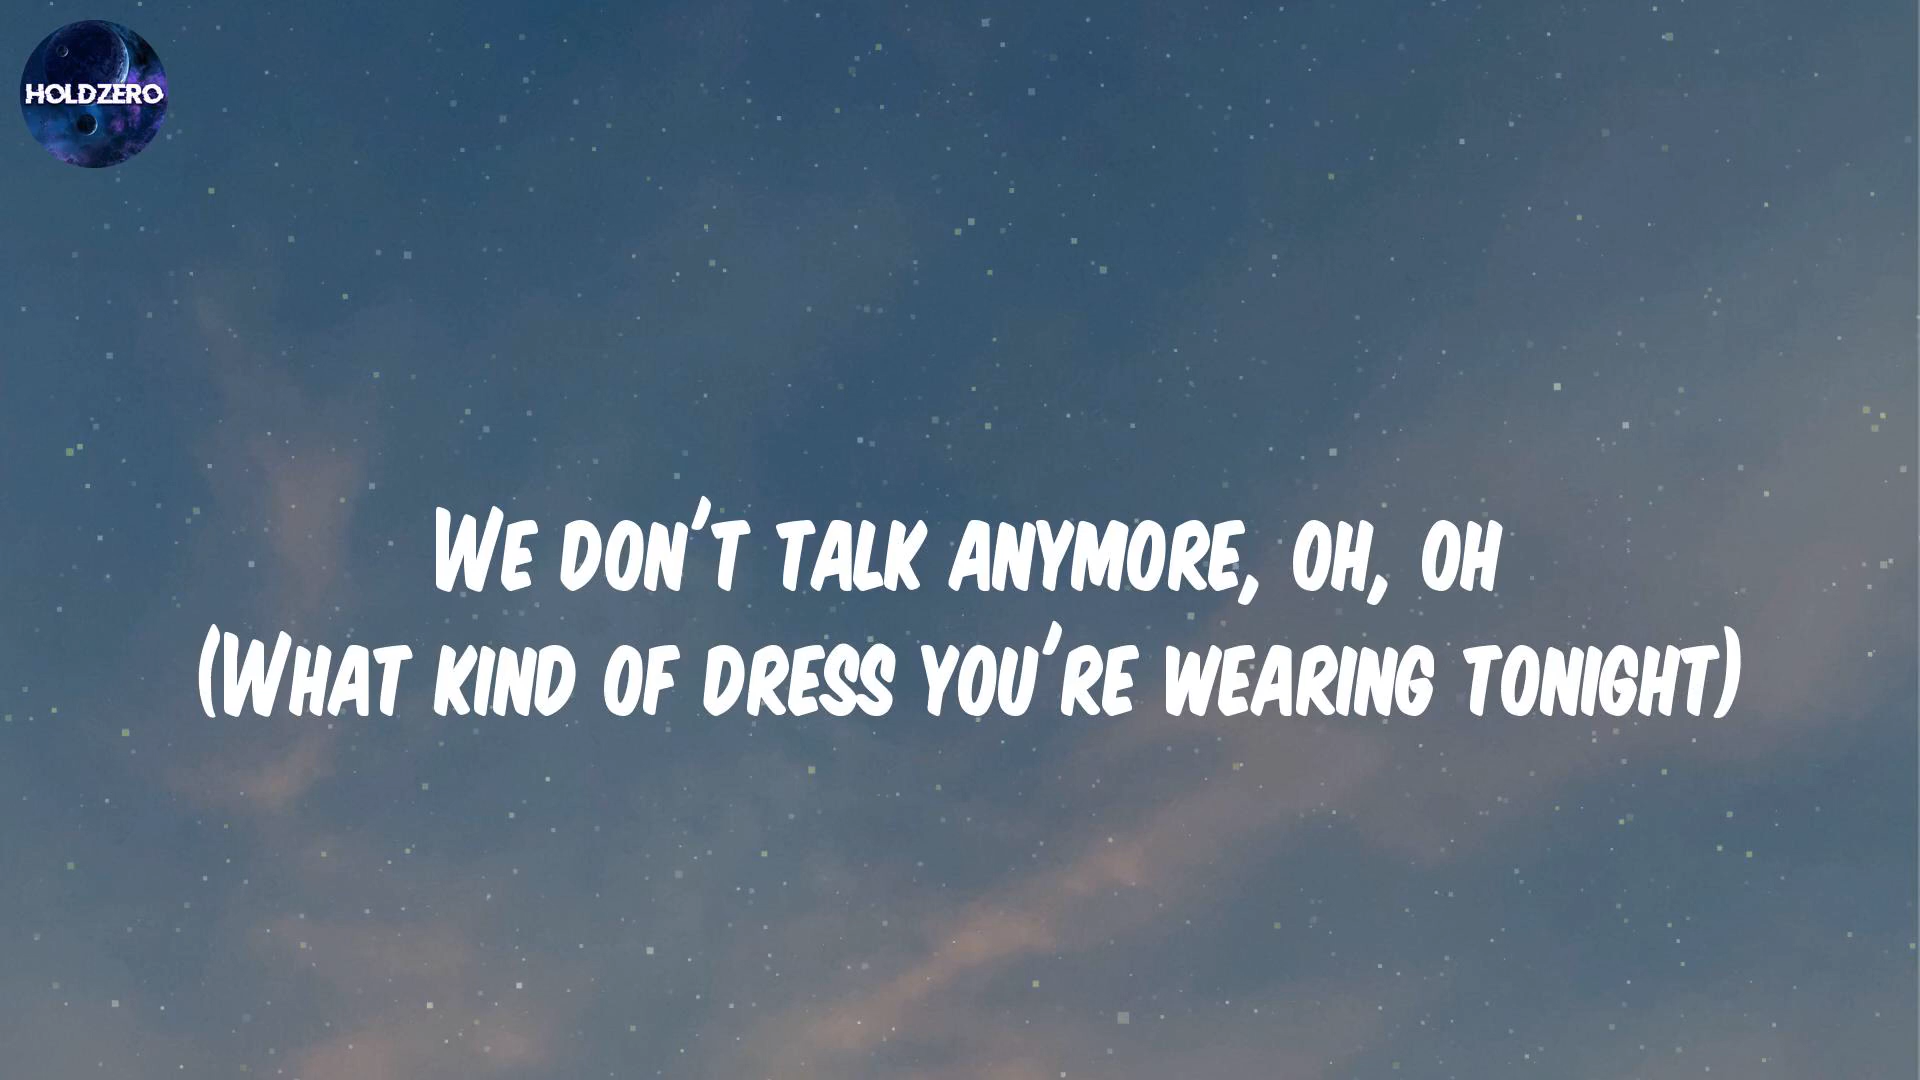 HOLDZERO
We don't talk anymore, oh, oh
(What kind of dress you're wearing tonight)